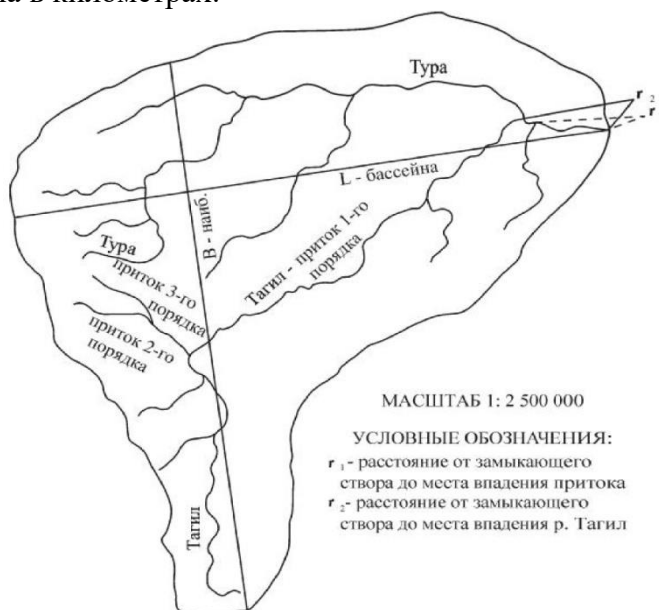 на в километрах.
Тура
r 2
r
L - бассейна
В - наиб.
Тура
Тагил - приток 1-го
порядка
приток 3-го
порядка
приток 2-го
порядка
Тагил
МАСШТАБ 1: 2 500 000
УСЛОВНЫЕ ОБОЗНАЧЕНИЯ:
r 1 - расстояние от замыкающего
створа до места впадения притока
r 2- расстояние от замыкающего
створа до места впадения р. Тагил